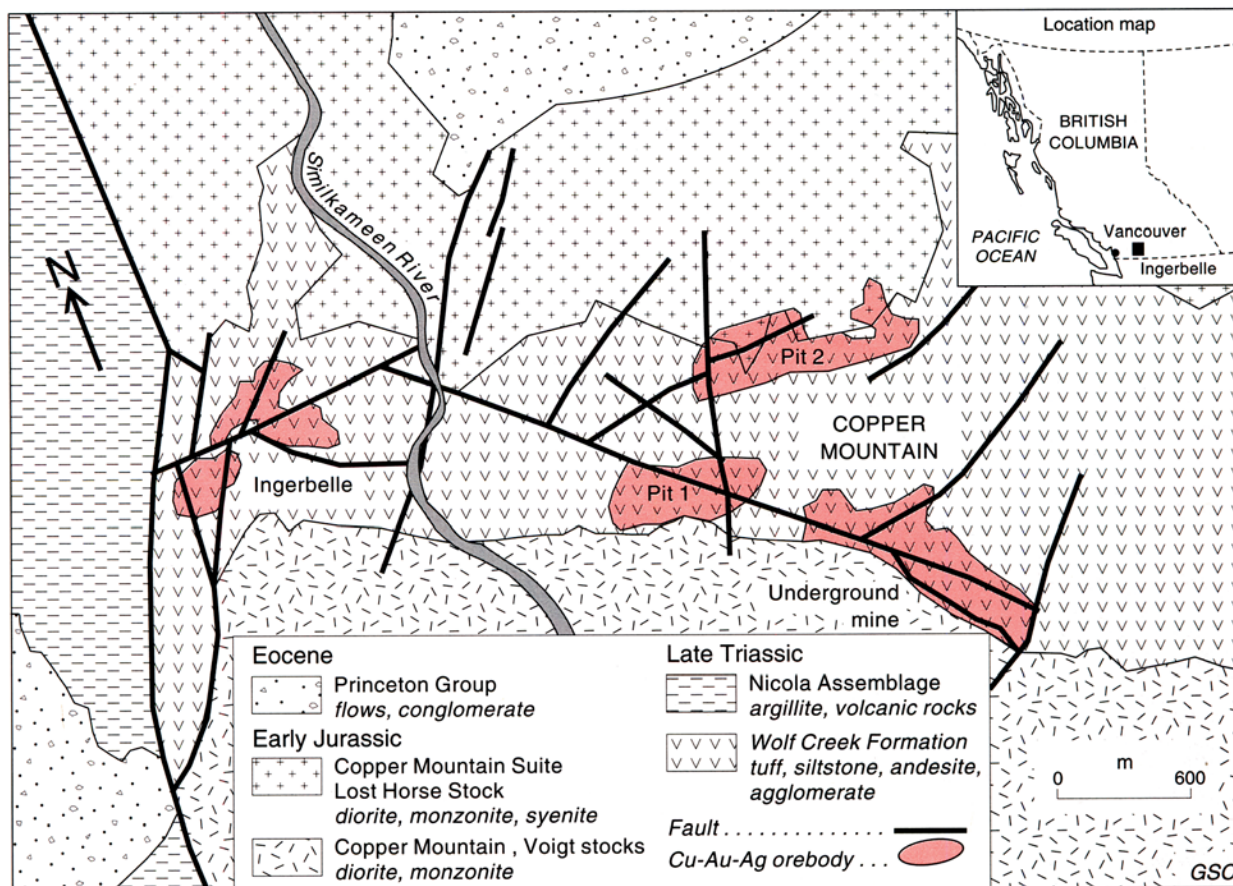 Location map
BRITISH
COLUMBIA
PACIFIC
OCEAN
Vancouver
Ingerbelle
Similkameen River
N
Pit 2
COPPER
MOUNTAIN
Ingerbelle
Pit 1
Underground
mine
Eocene
Princeton Group
flows, conglomerate
Early Jurassic
Copper Mountain Suite
Lost Horse Stock
diorite, monzonite, syenite
Copper Mountain , Voigt stocks
diorite, monzonite
Late Triassic
Nicola Assemblage
argillite, volcanic rocks
Wolf Creek Formation
tuff, siltstone, andesite,
agglomerate
Fault . . . . . . . . . . . .
Cu-Au-Ag orebody . . .
0 m 600
GSC